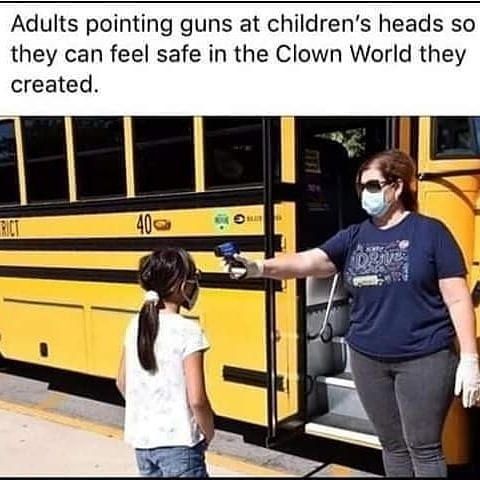 Adults pointing guns at children's heads so
they can feel safe in the Clown World they
created.
RICT
40
DRIVE